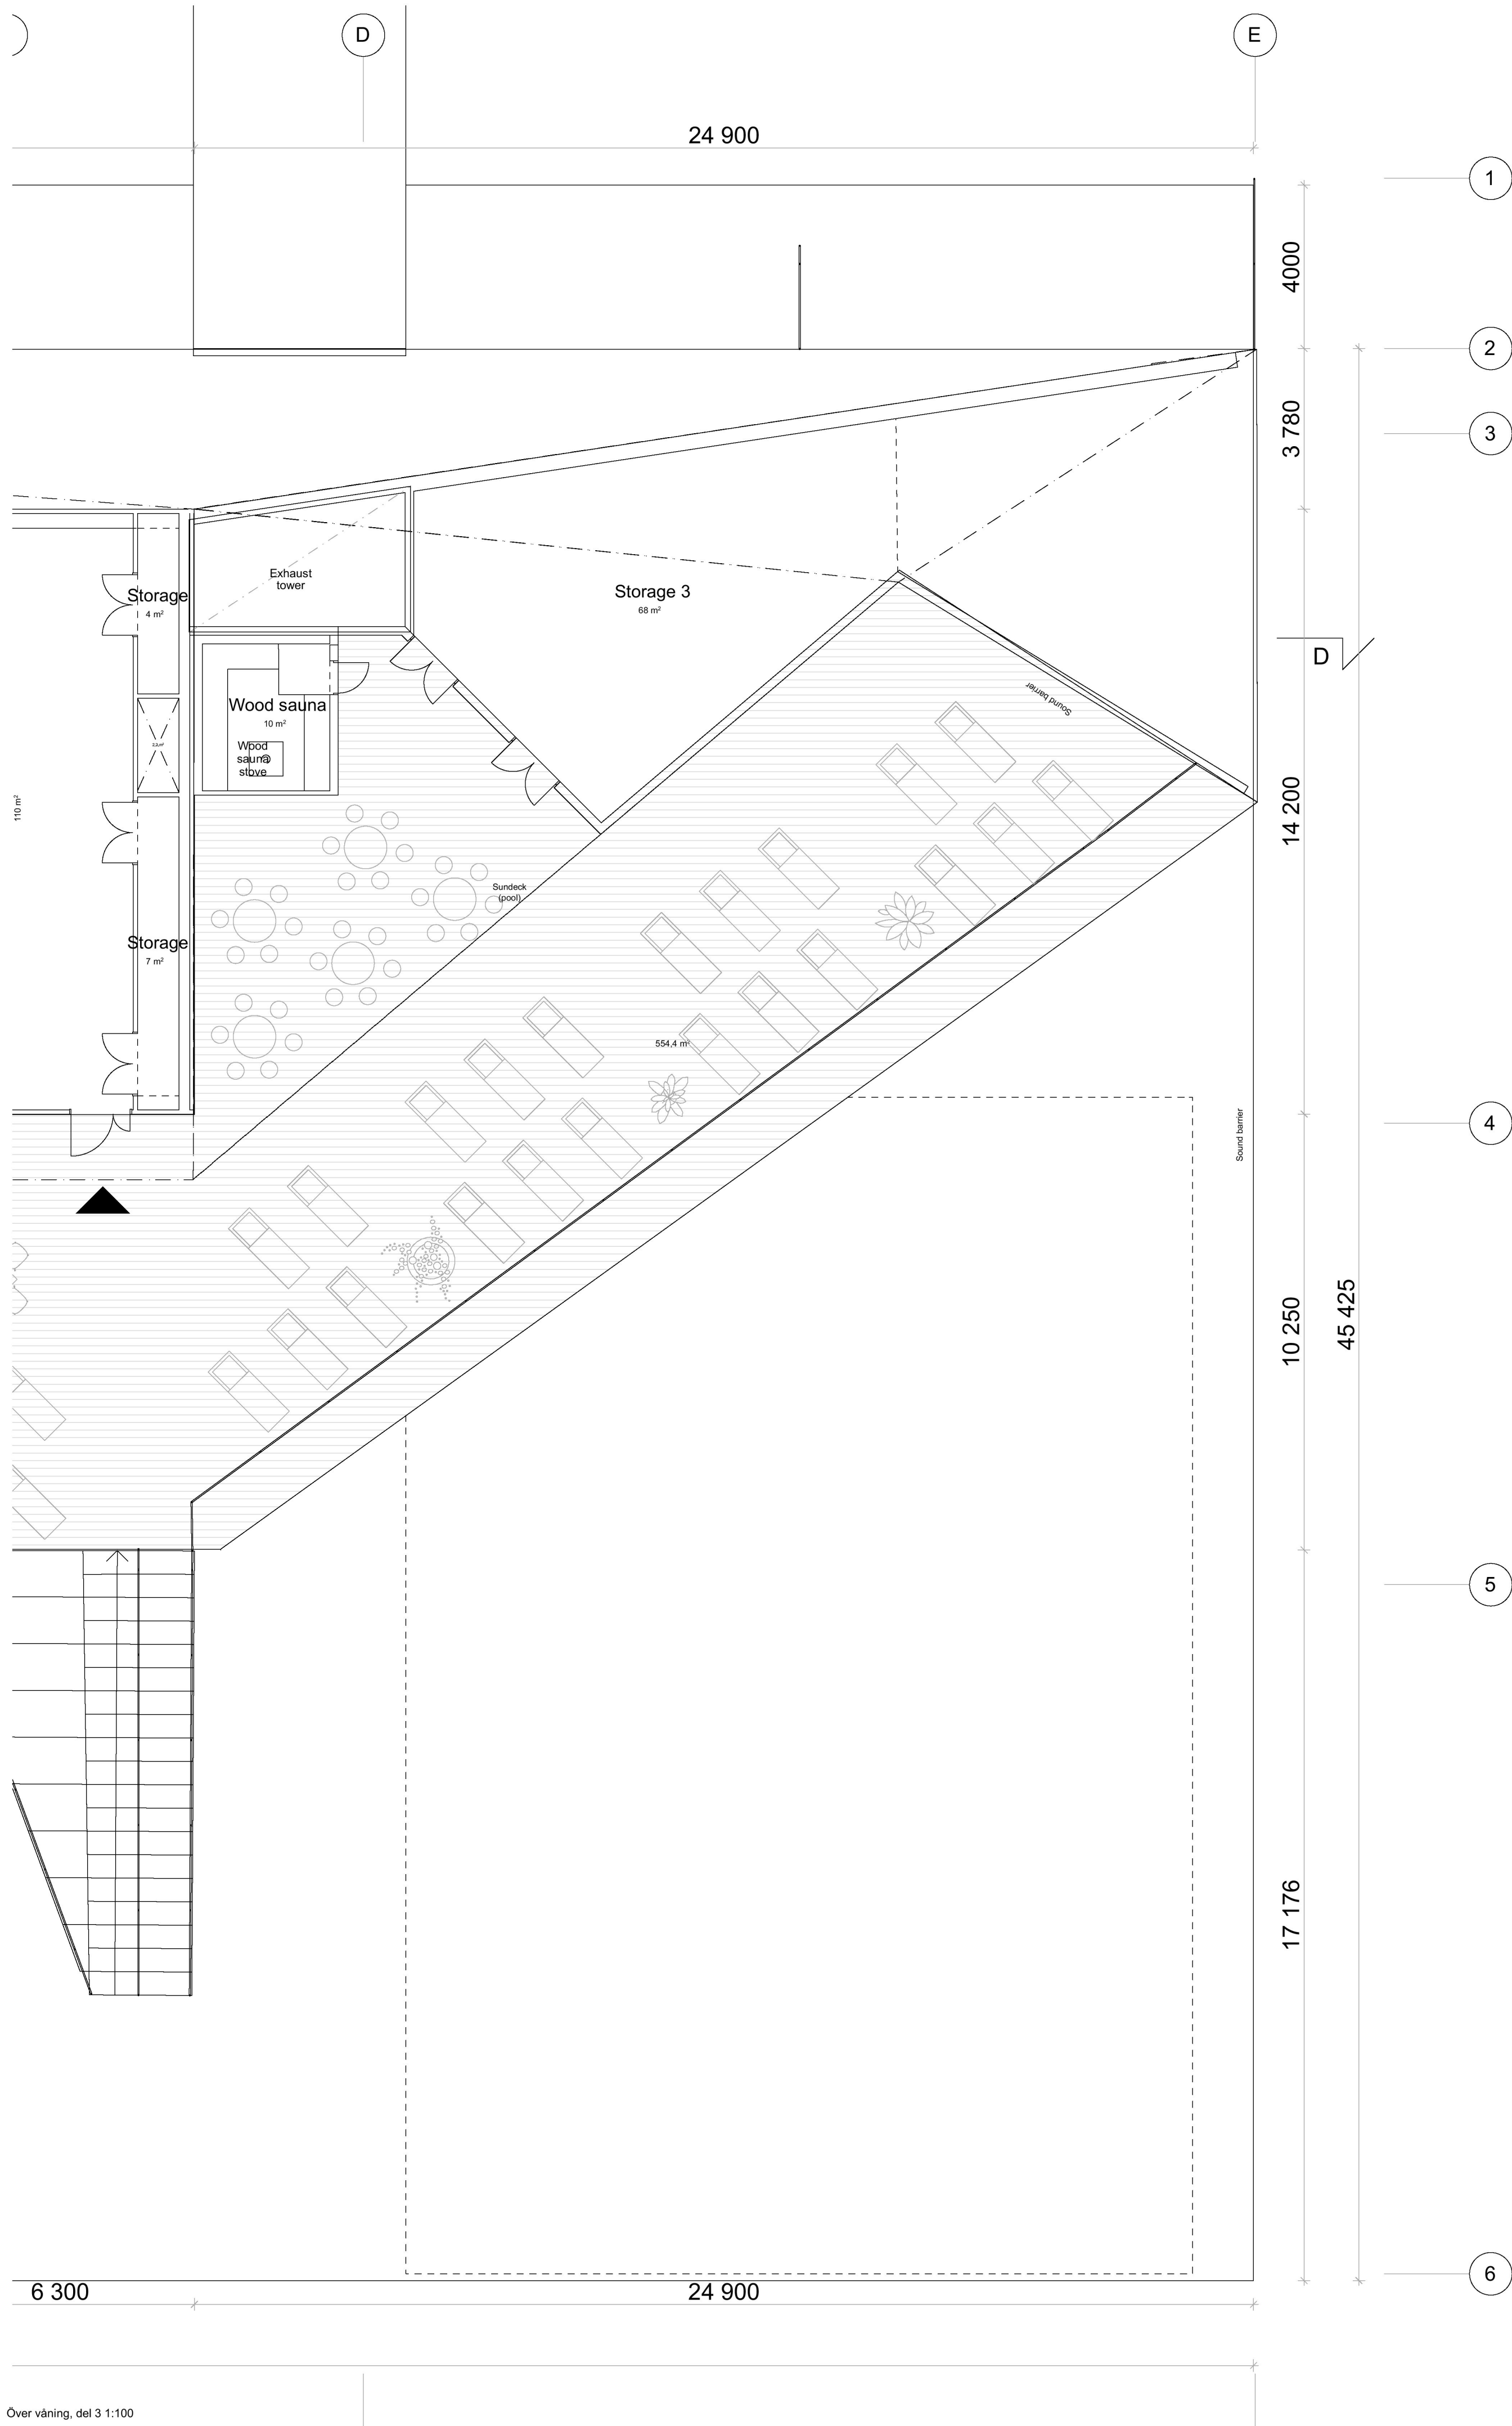 D
E
24 900
1
4000
2
3 780
3
Exhaust
tower
Storage
4 m²
Storage 3
68 m²
D
Sound barrier
Wood sauna
10 m²
Wood
sauna
stove
110 m²
14 200
Sundeck
(pool)
Storage
7 m²
554,4 m²
4
Sound barrier
10 250
45 425
5
17 176
6
6 300
24 900
Över våning, del 3 1:100